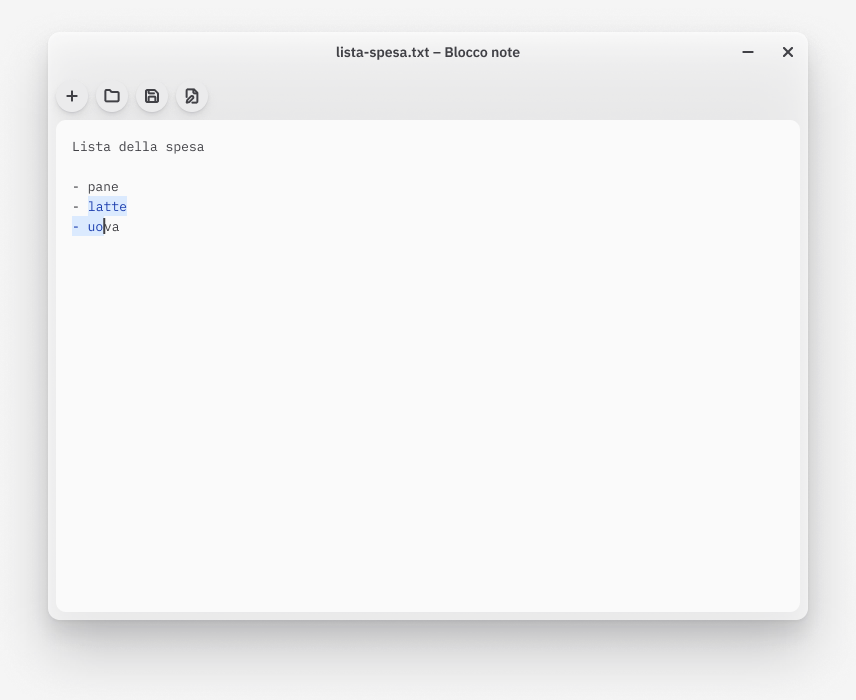 lista-spesa.txt – Blocco note
Lista della spesa
- pane
- latte
- uova